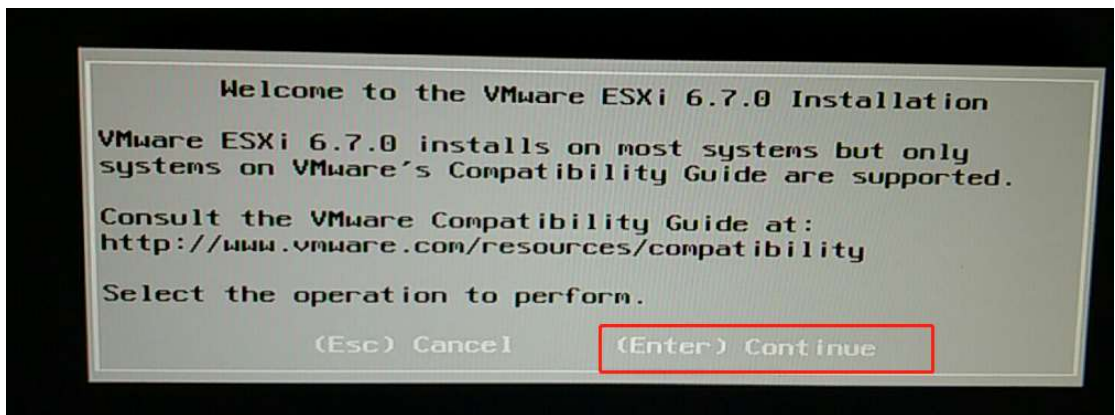 Welcome to the VMware ESXi 6.7.0 Installation
VMware ESXi 6.7.0 installs on most systems but only
systems on VMware's Compatibility Guide are supported.
Consult the VMware Compatibility Guide at:
http://www.vmware.com/resources/compatibility
Select the operation to perform.
(Esc) Cancel (Enter) Continue